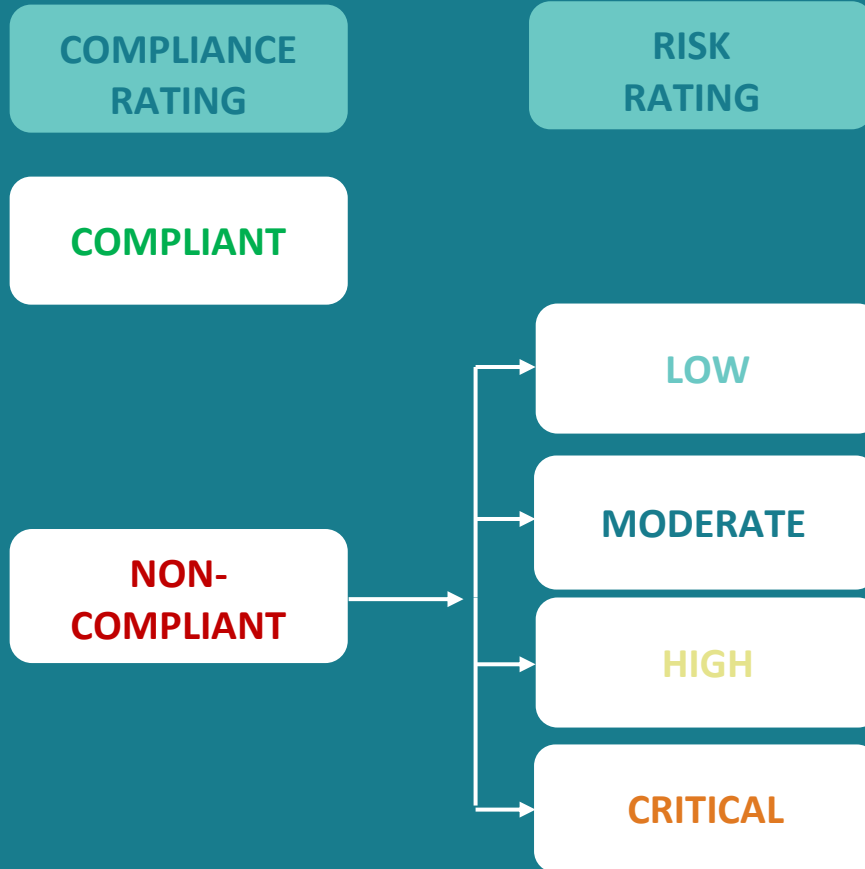 COMPLIANCE
RATING
RISK
RATING
COMPLIANT
LOW
MODERATE
NON-
COMPLIANT
HIGH
CRITICAL